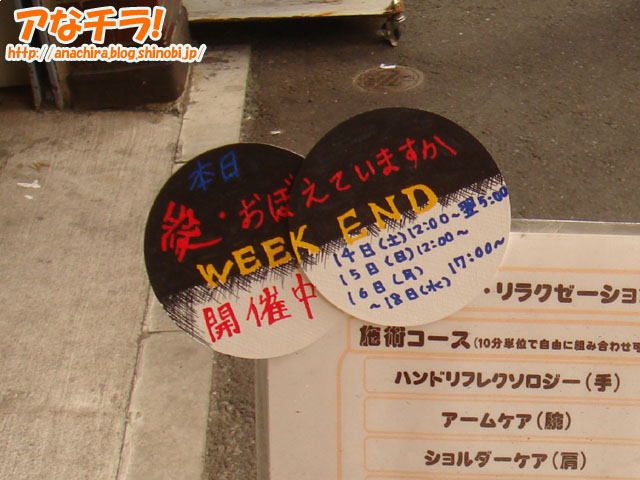 アなチラ!
http://anachira.blog.shinobi.jp/
本日
・おぼえていますか
WEEK END
開催中
14日(土)12:00~翌5:00
15日(日)12:00~
16日(月)
~18日(水) 17:00~
・リラクゼーショ
施術コース(10分単位で自由に組み合わせ可
ハンドリフレクソロジー(手)
アームケア(腕)
ショルダーケア(肩)